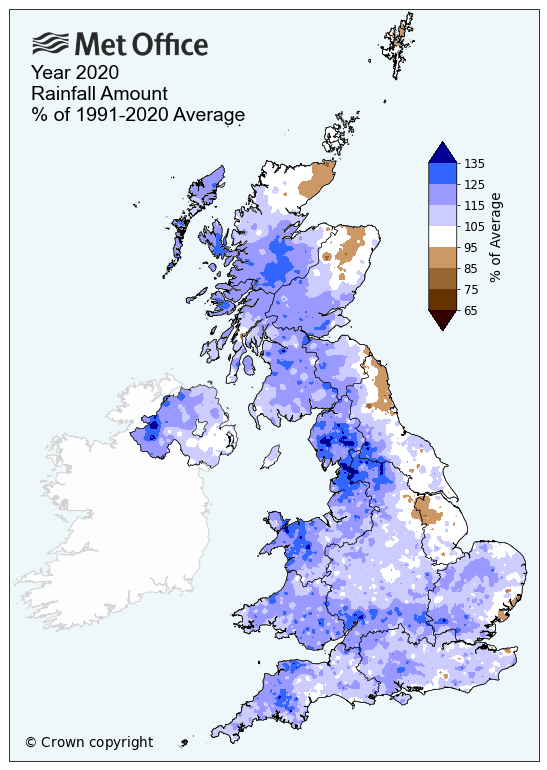 Met Office
Year 2020
Rainfall Amount
% of 1991-2020 Average
135
125
115
105
95
85
75
65
% of Average
© Crown copyright